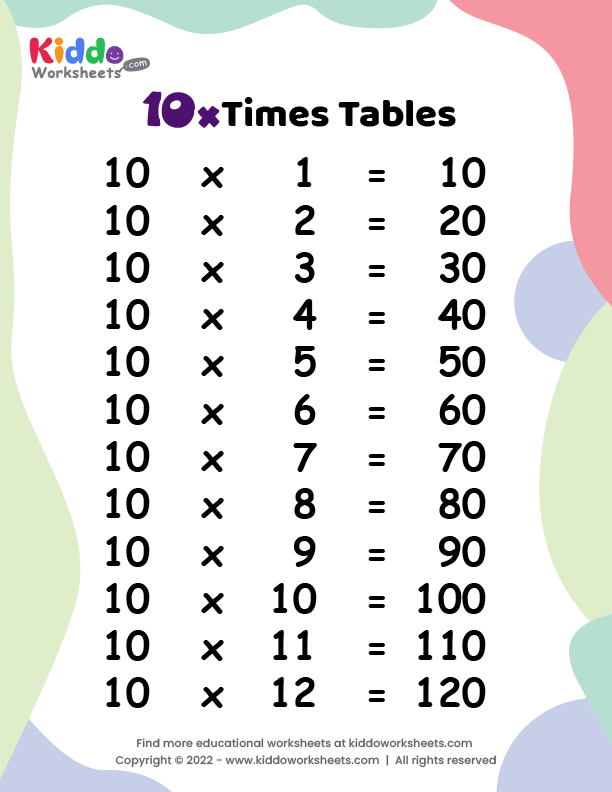 Kiddo
Worksheets.com
10×Times Tables
10 × 1 = 10
10 × 2 = 20
10 × 3 = 30
10 × 4 = 40
10 × 5 = 50
10 × 6 = 60
10 × 7 = 70
10 × 8 = 80
10 × 9 = 90
10 × 10 = 100
10 × 11 = 110
10 × 12 = 120
Find more educational worksheets at kiddoworksheets.com
Copyright © 2022 - www.kiddoworksheets.com | All rights reserved